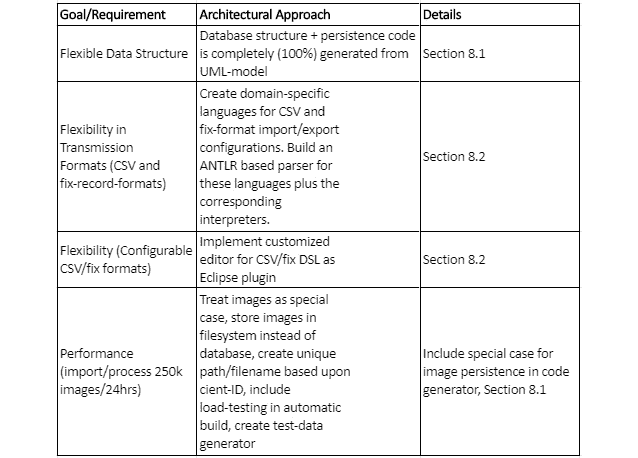 Goal/Requirement
Architectural Approach
Details
Flexible Data Structure
Database structure + persistence code
is completely (100%) generated from
UML-model
Section 8.1
Flexibility in
Transmission
Formats (CSV and
fix-record-formats)
Create domain-specific
languages for CSV and
fix-format import/export
configurations. Build an
ANTLR based parser for
these languages plus the
corresponding
interpreters.
Section 8.2
Flexibility (Configurable
CSV/fix formats)
Implement customized
editor for CSV/fix DSL as
Eclipse plugin
Section 8.2
Performance
(import/process 250k
images/24hrs)
Treat images as special
case, store images in
filesystem instead of
database, create unique
path/filename based upon
cient-ID, include
load-testing in automatic
build, create test-data
generator
Include special case for
image persistence in code
generator, Section 8.1